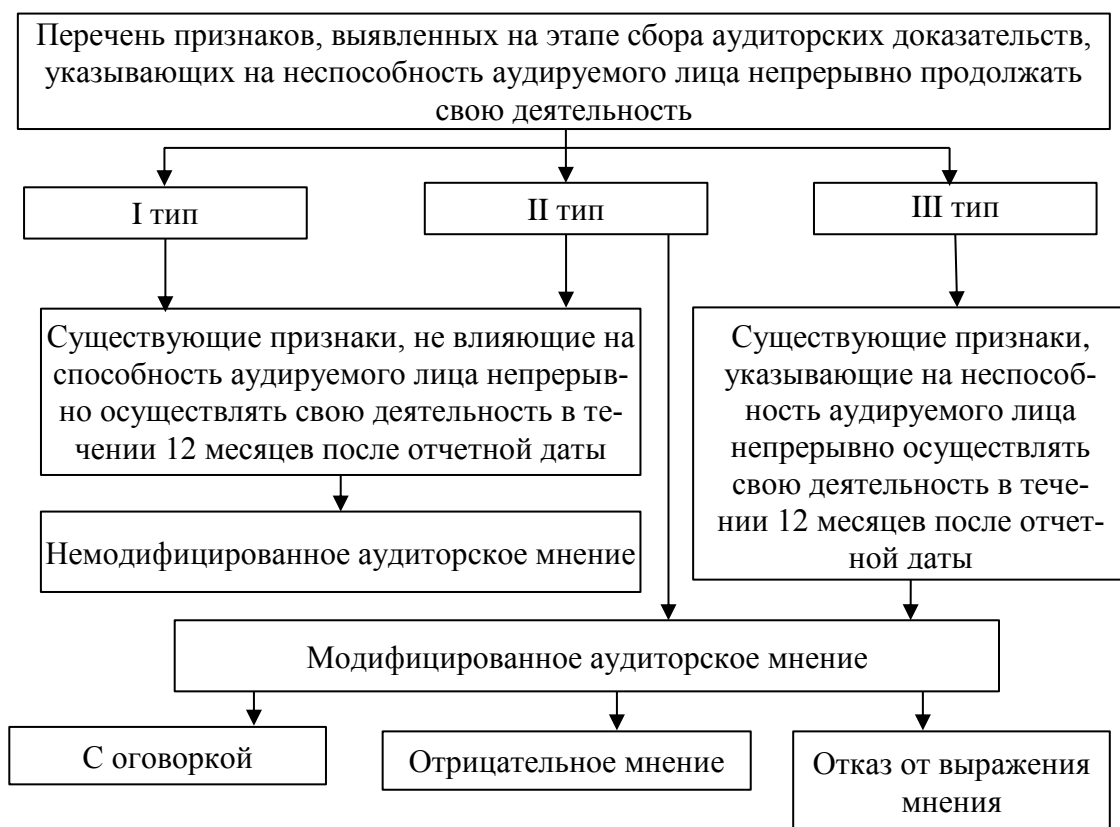 Перечень признаков, выявленных на этапе сбора аудиторских доказательств,
указывающих на неспособность аудируемого лица непрерывно продолжать
свою деятельность
I тип
II тип
III тип
Существующие признаки, не влияющие на
способность аудируемого лица непрерыв-
но осуществлять свою деятельность в те-
чении 12 месяцев после отчетной даты
Существующие признаки,
указывающие на неспособ-
ность аудируемого лица
непрерывно осуществлять
свою деятельность в тече-
нии 12 месяцев после отчет-
ной даты
Немодифицированное аудиторское мнение
Модифицированное аудиторское мнение
С оговоркой
Отрицательное мнение
Отказ от выражения
мнения